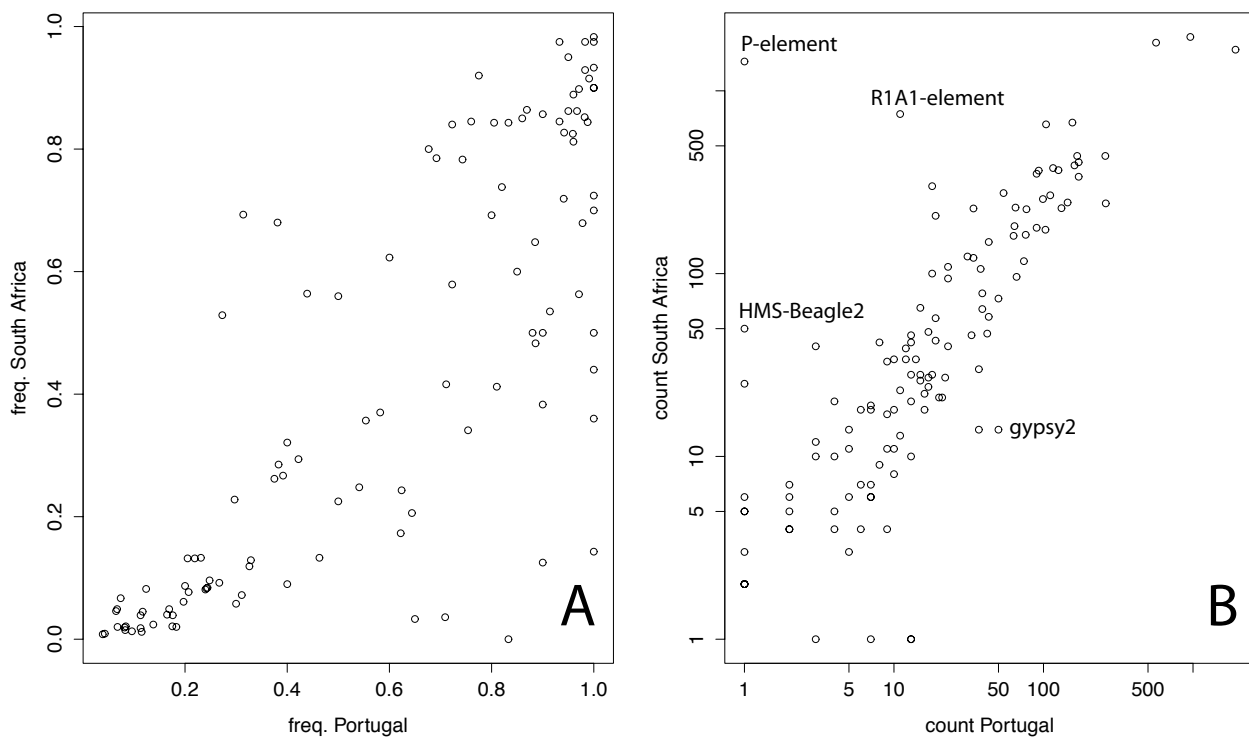 1.0
0.8
0.6
0.4
0.2
0.0
freq. South Africa
0.2 0.4 0.6 0.8 1.0
freq. Portugal
A
P-element
R1A1-element
HMS-Beagle2
gypsy2
500
100
50
10
5
1
count South Africa
1 5 10 50 100 500
count Portugal
B